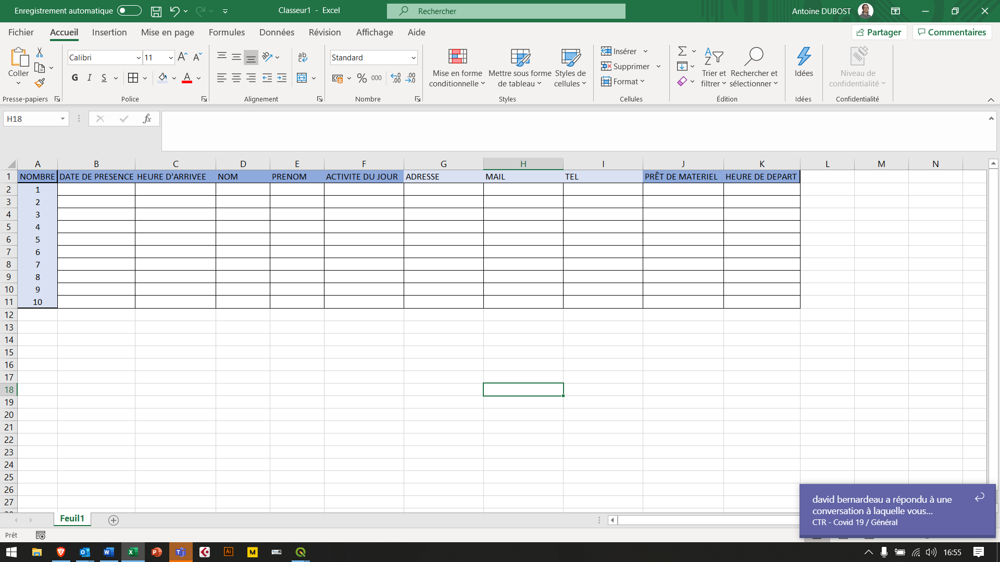 Enregistrement automatique
Classeur1 - Excel
Rechercher
Antoine DUBOST
Fichier Accueil Insertion Mise en page Formules Données Révision Affichage Aide
Partager
Commentaires
Coller
Calibri 11
Standard
G I S
ab
000
Mise en forme conditionnelle
Mettre sous forme de tableau
Styles de cellules
Insérer
Supprimer
Format
Trier et filtrer
Rechercher et sélectionner
Idées
Niveau de confidentialité
Presse-papiers Police Alignement Nombre Styles Cellules Édition Idées Confidentialité
H18
fx
A B C D E F G H I J K L M N
1 NOMBRE DATE DE PRESENCE HEURE D'ARRIVEE NOM PRENOM ACTIVITE DU JOUR ADRESSE MAIL TEL PRÊT DE MATERIEL HEURE DE DEPART
2 1
3 2
4 3
5 4
6 5
7 6
8 7
9 8
10 9
11 10
12
13
14
15
16
17
18
19
20
21
22
23
24
25
26
27
david bernardeau a répondu à une
conversation à laquelle vous...
CTR - Covid 19 / Général
Feuil1
Prêt
16:55